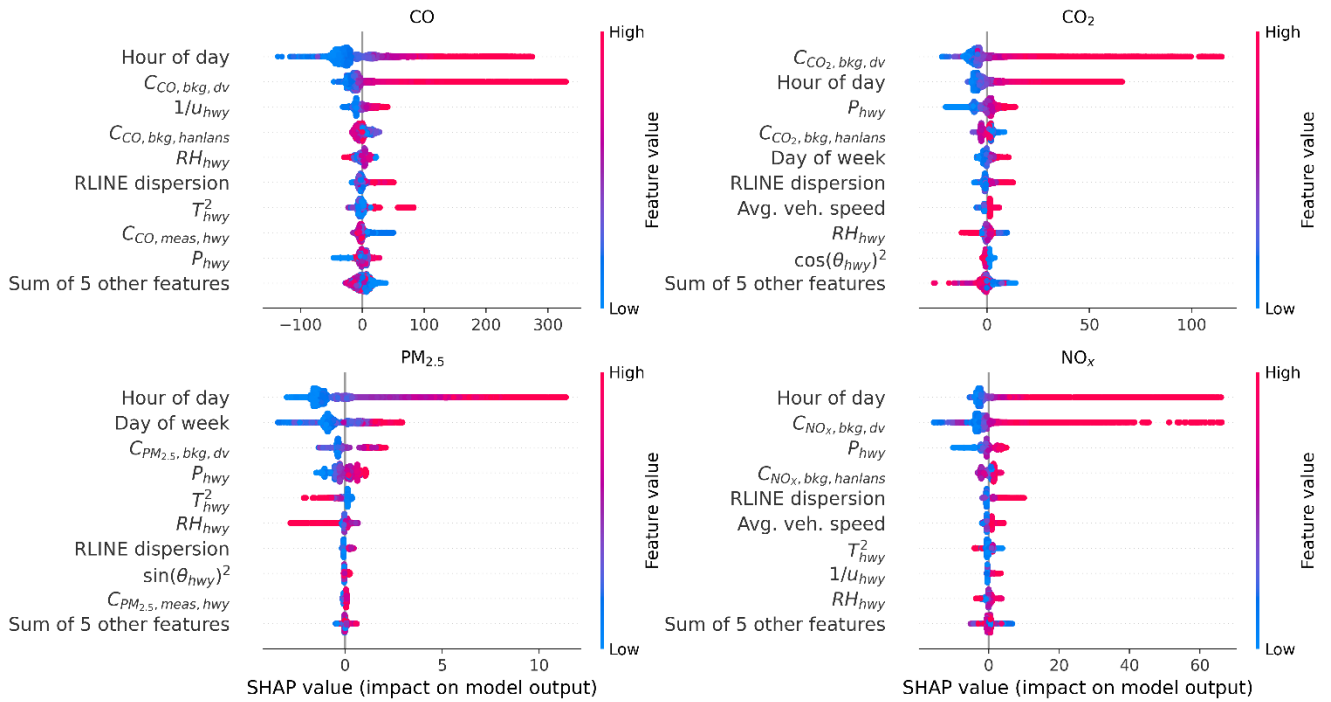 CO
Hour of day
C_{CO, bkg, dv}
1/u_{hwy}
C_{CO, bkg, hanlans}
RH_{hwy}
RLINE dispersion
T^2_{hwy}
C_{CO, meas, hwy}
P_{hwy}
Sum of 5 other features
−100 0 100 200 300
High
Feature value
Low
CO_2
C_{CO_2, bkg, dv}
Hour of day
P_{hwy}
C_{CO_2, bkg, hanlans}
Day of week
RLINE dispersion
Avg. veh. speed
RH_{hwy}
cos(θ_{hwy})^2
Sum of 5 other features
0 50 100
High
Feature value
Low
PM_{2.5}
Hour of day
Day of week
C_{PM_{2.5}, bkg, dv}
P_{hwy}
T^2_{hwy}
RH_{hwy}
RLINE dispersion
sin(θ_{hwy})^2
C_{PM_{2.5}, meas, hwy}
Sum of 5 other features
0 5 10
SHAP value (impact on model output)
High
Feature value
Low
NO_x
Hour of day
C_{NO_x, bkg, dv}
P_{hwy}
C_{NO_x, bkg, hanlans}
RLINE dispersion
Avg. veh. speed
T^2_{hwy}
1/u_{hwy}
RH_{hwy}
Sum of 5 other features
0 20 40 60
SHAP value (impact on model output)
High
Feature value
Low